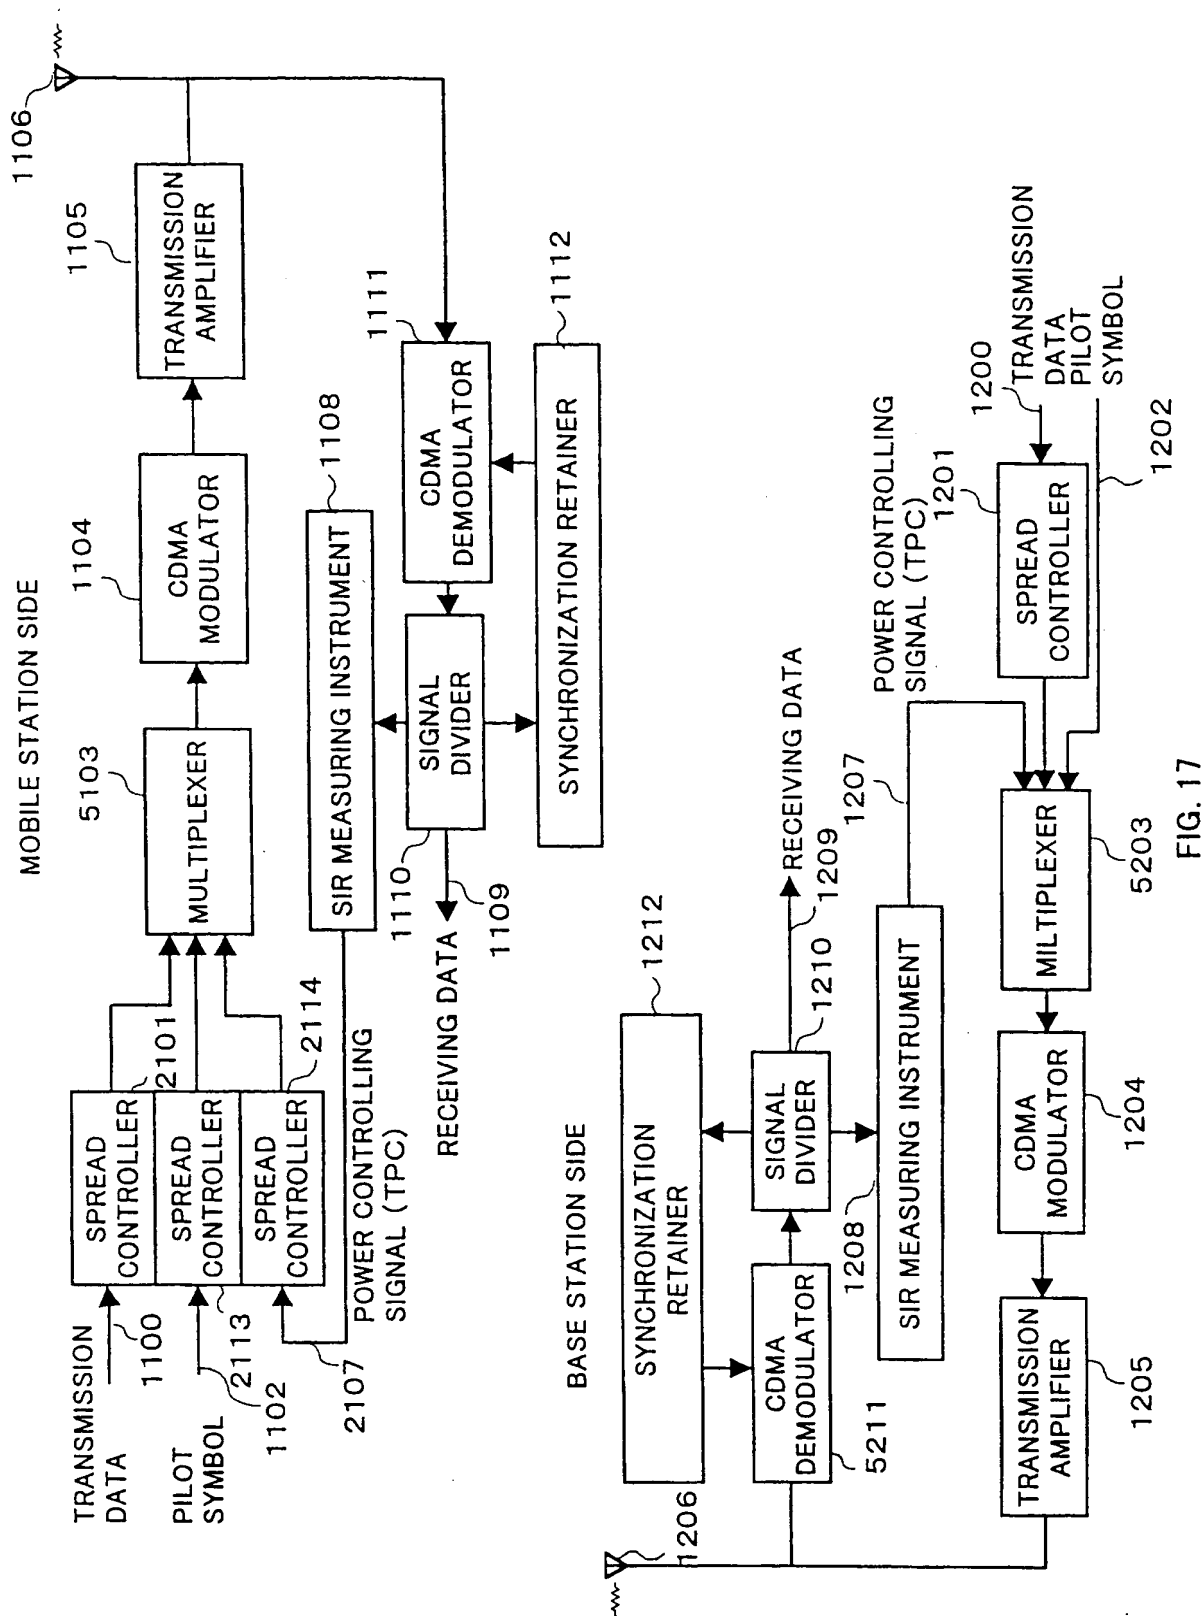 MOBILE STATION SIDE
TRANSMISSION
DATA
1100
PILOT
SYMBOL
1102
2107
SPREAD
CONTROLLER
2101
SPREAD
CONTROLLER
2113
SPREAD
CONTROLLER
2114
5103
MULTIPLEXER
1104
CDMA
MODULATOR
1105
TRANSMISSION
AMPLIFIER
1106
POWER CONTROLLING
SIGNAL (TPC)
SIR MEASURING INSTRUMENT
1108
RECEIVING DATA
1109
1110
SIGNAL
DIVIDER
CDMA
DEMODULATOR
1111
SYNCHRONIZATION RETAINER
1112
BASE STATION SIDE
1206
SYNCHRONIZATION
RETAINER
1212
CDMA
DEMODULATOR
5211
SIGNAL
DIVIDER
1210
RECEIVING DATA
1209
1208
SIR MEASURING INSTRUMENT
1207
POWER CONTROLLING
SIGNAL (TPC)
1201
SPREAD
CONTROLLER
1200
TRANSMISSION
DATA
PILOT
SYMBOL
1202
MILTIPLEXER
5203
CDMA
MODULATOR
1204
TRANSMISSION
AMPLIFIER
1205
FIG. 17